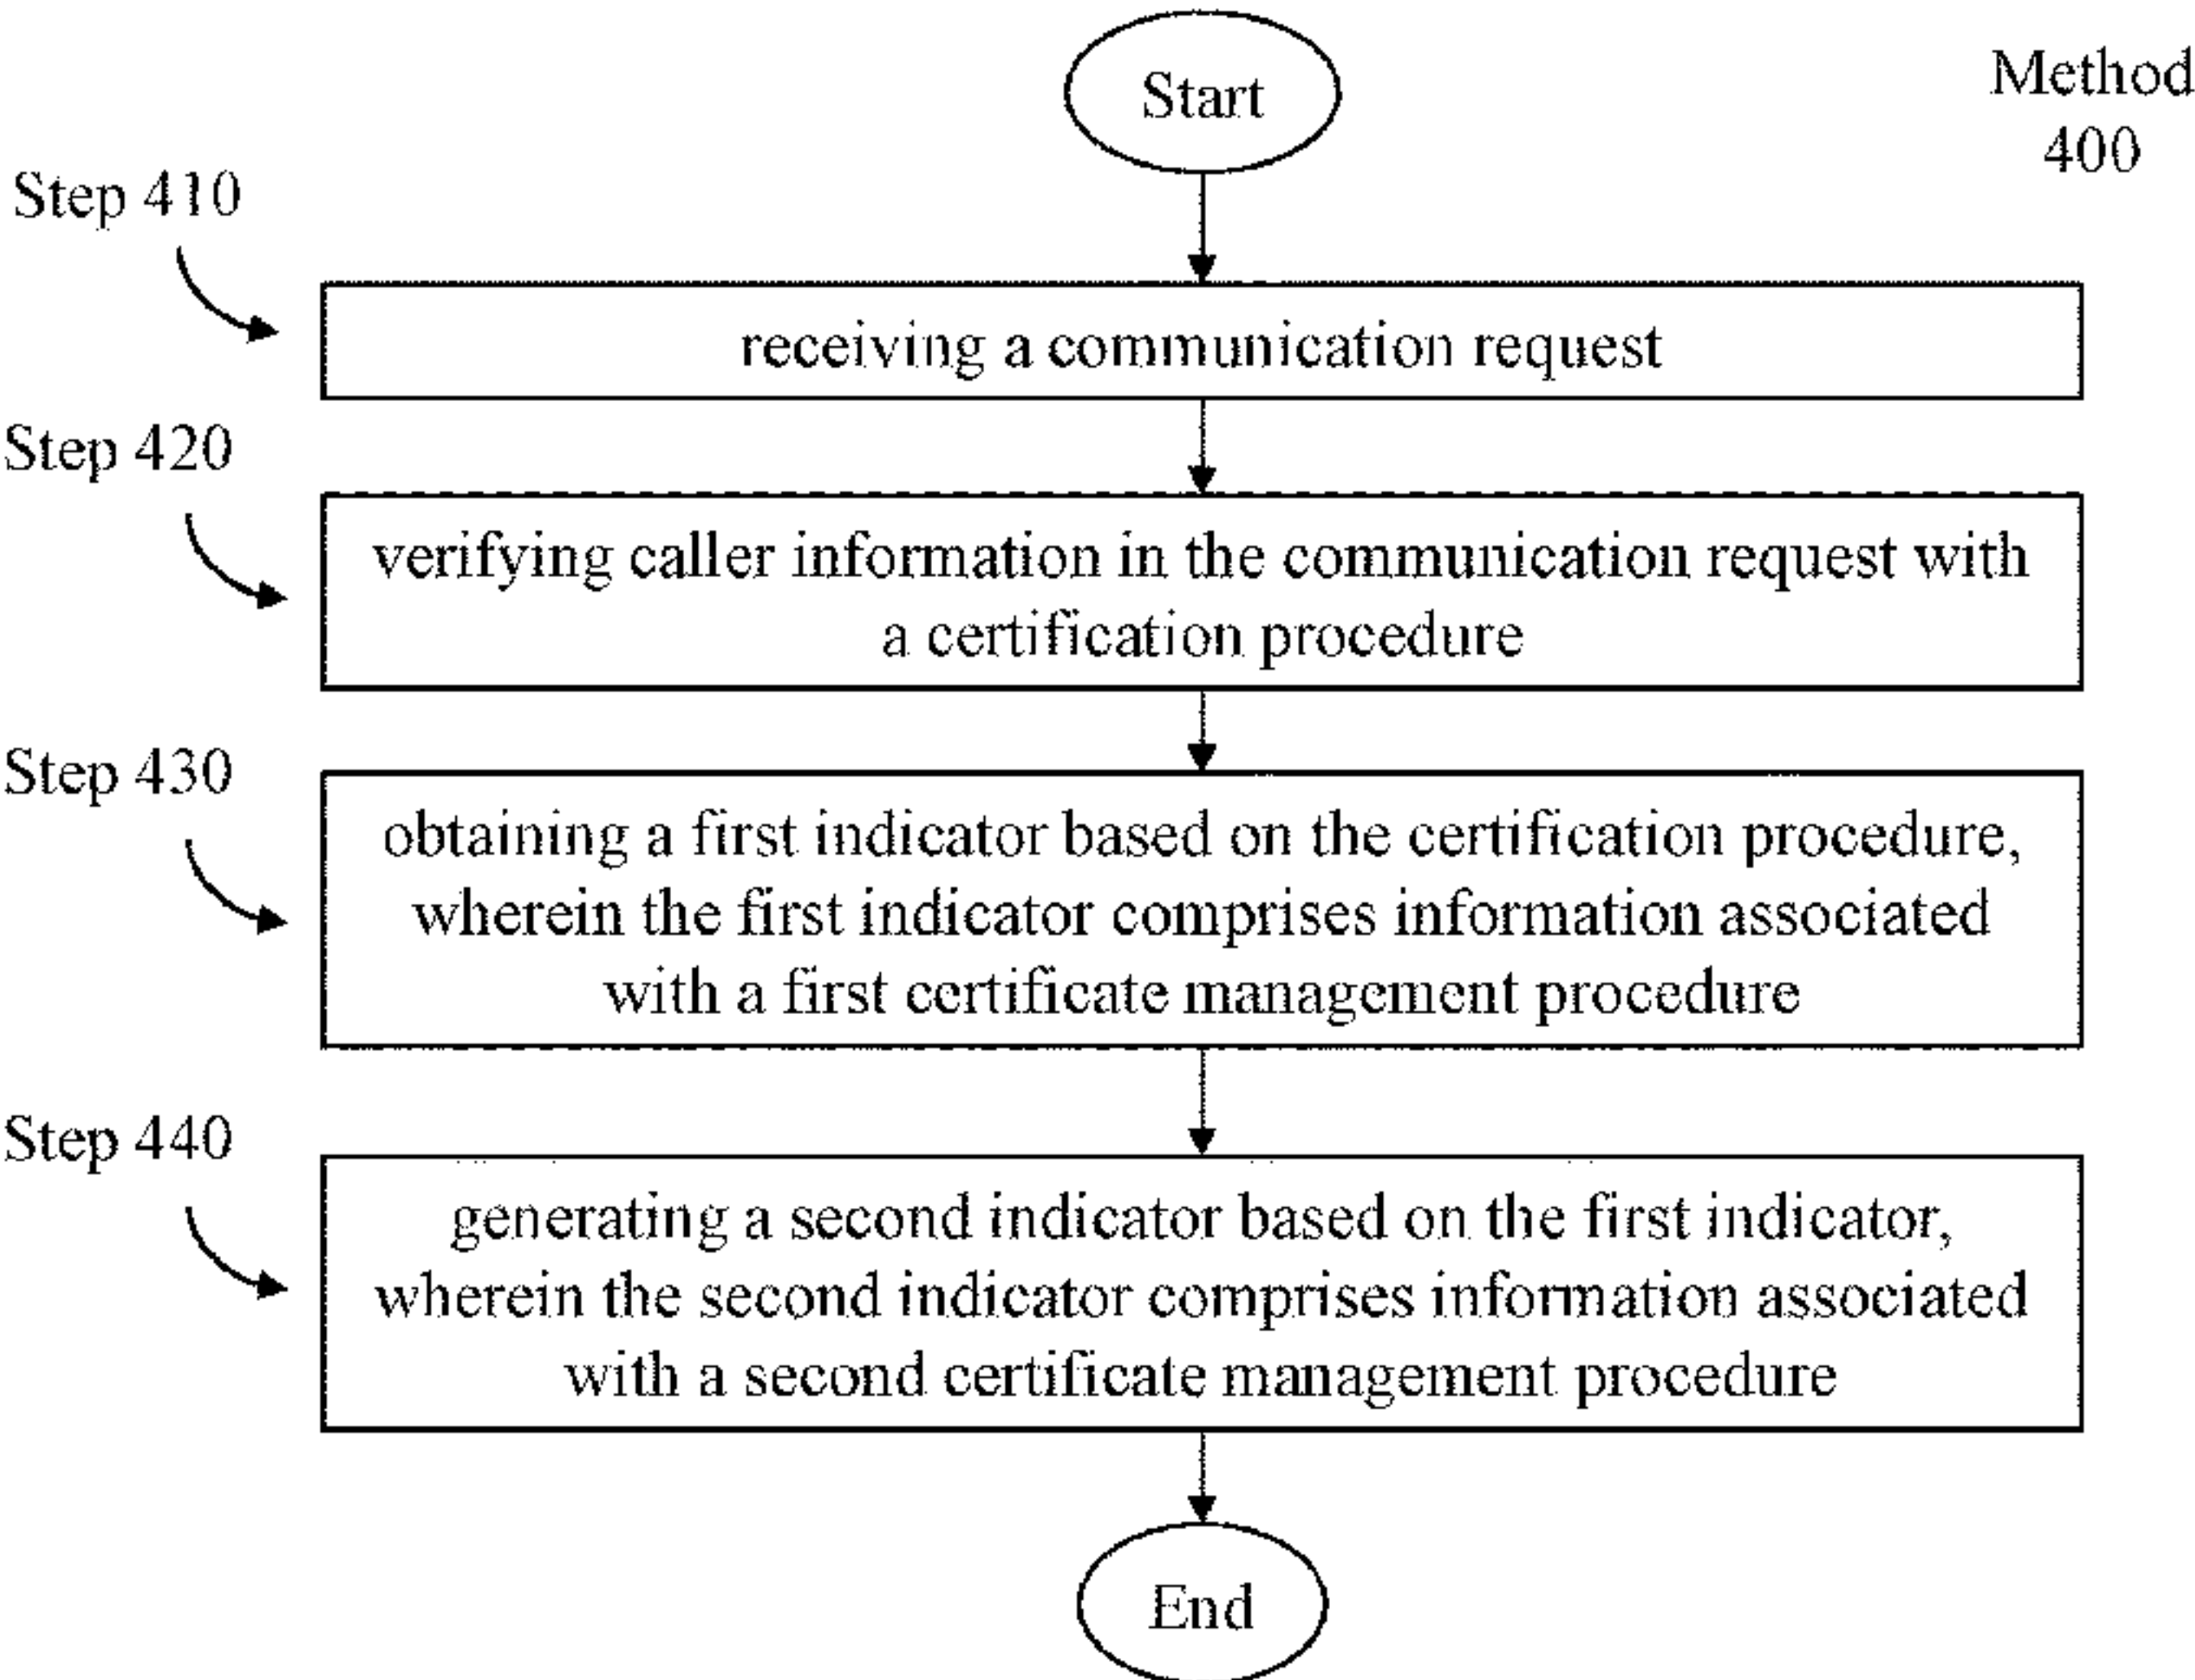 Start
Method
400
Step 410
receiving a communication request
Step 420
verifying caller information in the communication request with
a certification procedure
Step 430
obtaining a first indicator based on the certification procedure,
wherein the first indicator comprises information associated
with a first certificate management procedure
Step 440
generating a second indicator based on the first indicator,
wherein the second indicator comprises information associated
with a second certificate management procedure
End